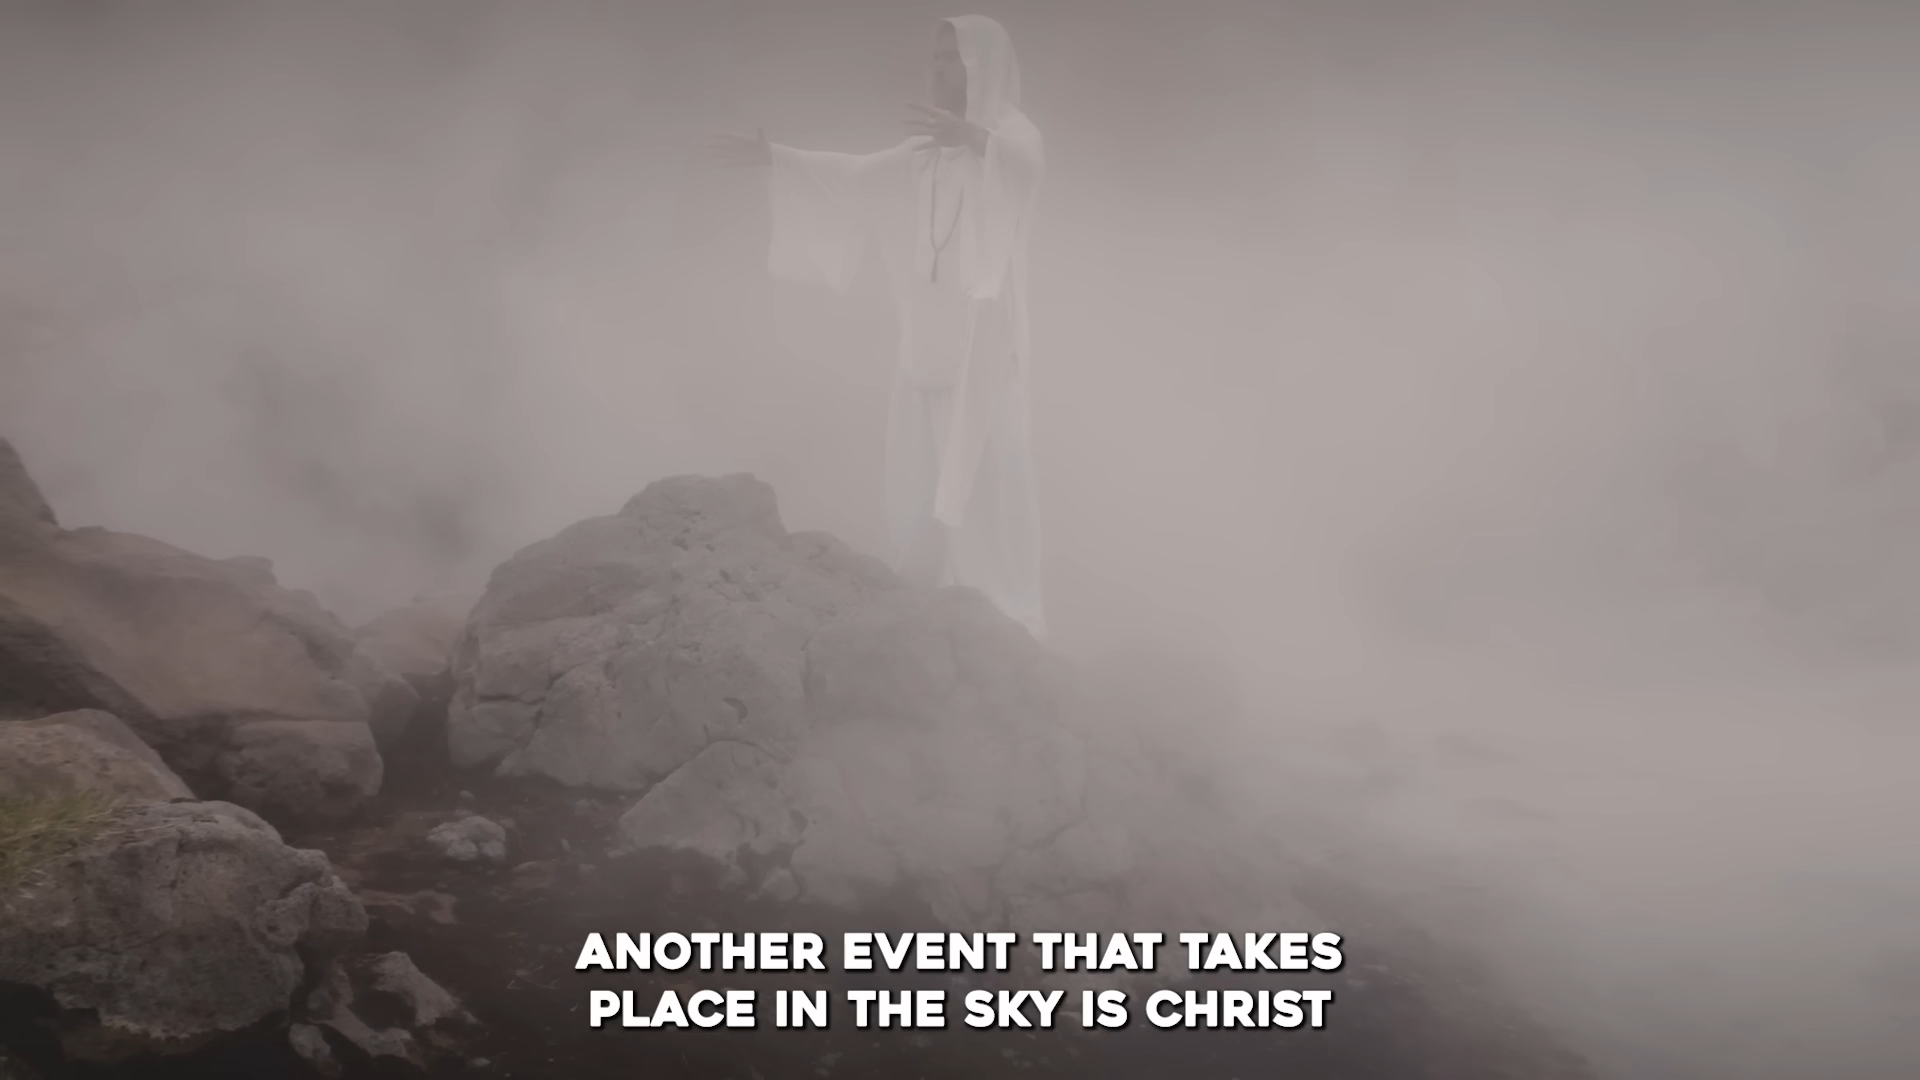 ANOTHER EVENT THAT TAKES
PLACE IN THE SKY IS CHRIST